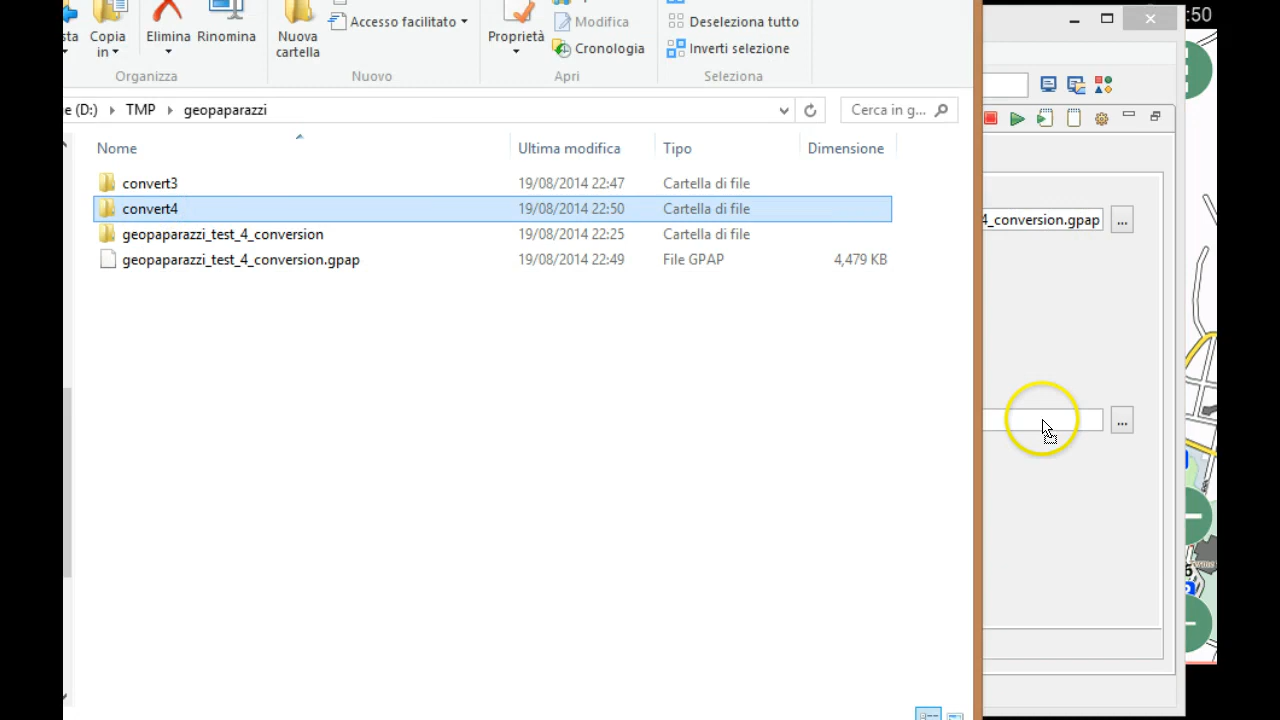 :50
sta
Copia
in
Elimina
Rinomina
Nuova
cartella
Accesso facilitato
Proprietà
Modifica
Cronologia
Deseleziona tutto
Inverti selezione
Organizza
Nuovo
Apri
Seleziona
e (D:) TMP geopaparazzi
Cerca in g...
Nome Ultima modifica Tipo Dimensione
convert3 19/08/2014 22:47 Cartella di file
convert4 19/08/2014 22:50 Cartella di file
geopaparazzi_test_4_conversion 19/08/2014 22:25 Cartella di file
geopaparazzi_test_4_conversion.gpap 19/08/2014 22:49 File GPAP 4,479 KB
4_conversion.gpap ...
...